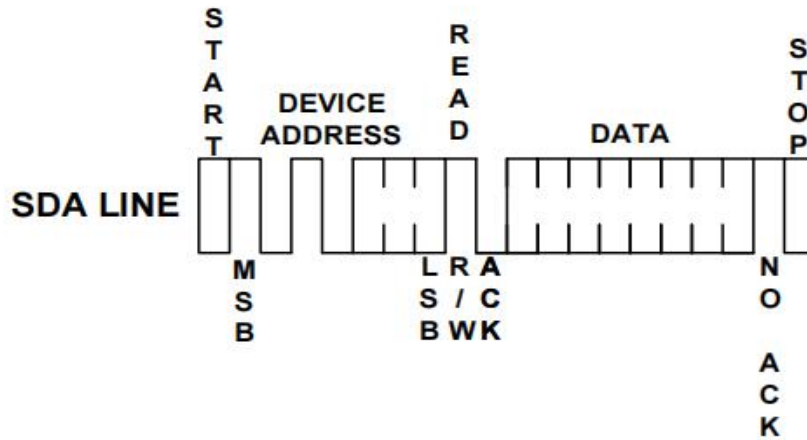 START
DEVICE
ADDRESS
READ
DATA
STOP
SDA LINE
MSB
LSB
R/W
ACK
NO ACK